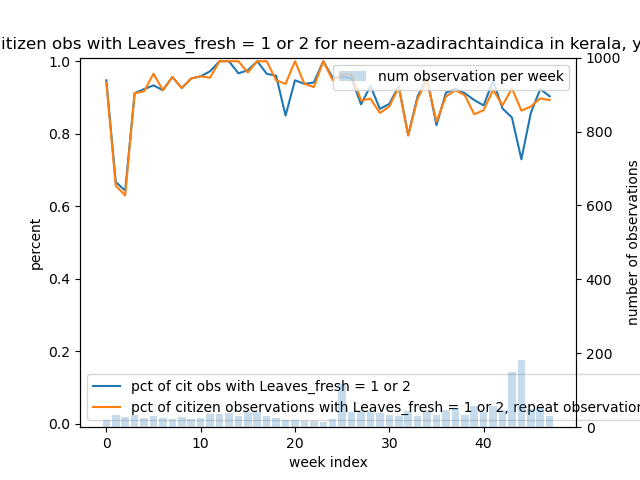 citizen obs with Leaves_fresh = 1 or 2 for neem-azadirachtaindica in kerala, y
num observation per week
1.0
0.8
0.6
0.4
0.2
0.0
percent
1000
800
600
400
200
0
number of observations
pct of cit obs with Leaves_fresh = 1 or 2
pct of citizen observations with Leaves_fresh = 1 or 2, repeat observation
0
10
20
30
40
week index